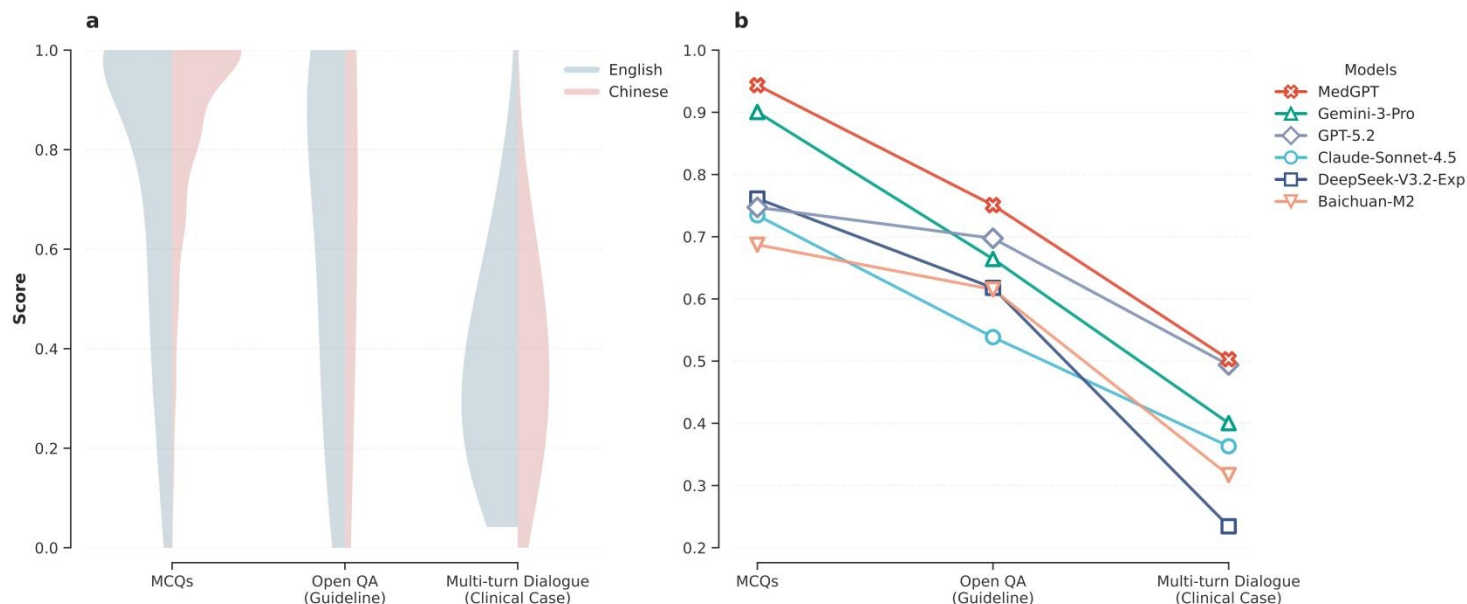 a
1.0
0.8
0.6
0.4
0.2
0.0
Score
MCQs
Open QA
(Guideline)
Multi-turn Dialogue
(Clinical Case)
English
Chinese
b
1.0
0.9
0.8
0.7
0.6
0.5
0.4
0.3
0.2
MCQs
Open QA
(Guideline)
Multi-turn Dialogue
(Clinical Case)
Models
MedGPT
Gemini-3-Pro
GPT-5.2
Claude-Sonnet-4.5
DeepSeek-V3.2-Exp
Baichuan-M2